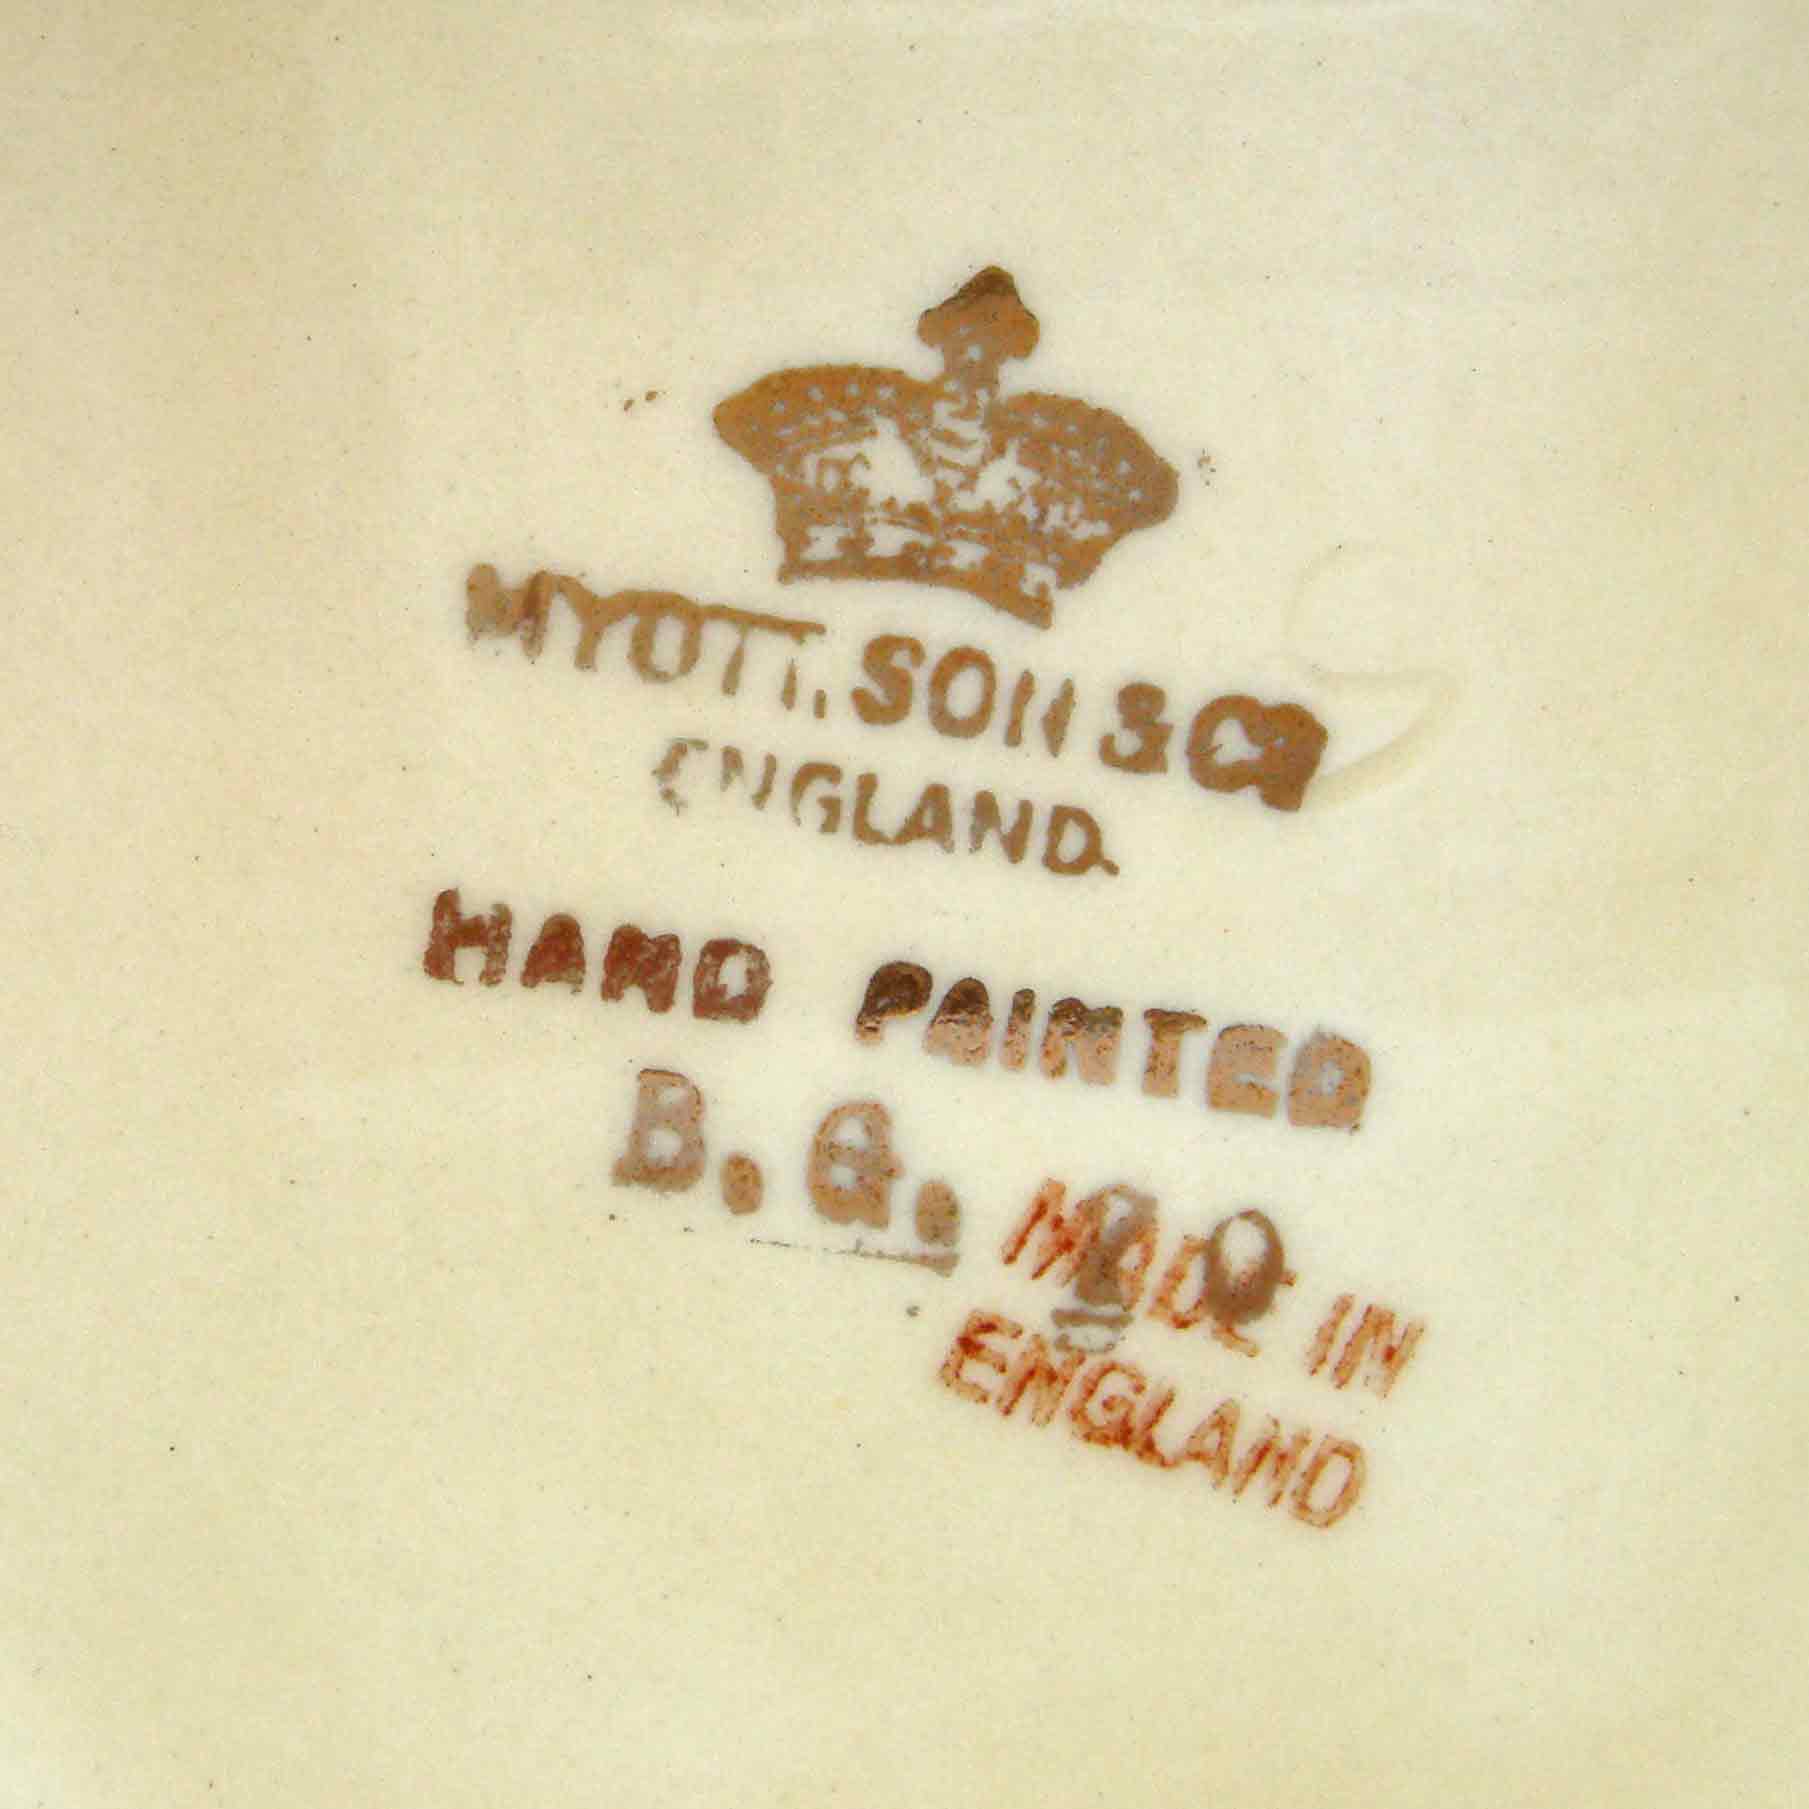 MYOTT, SON & Co
ENGLAND.
HAND PAINTED
B. G.
MADE IN
ENGLAND